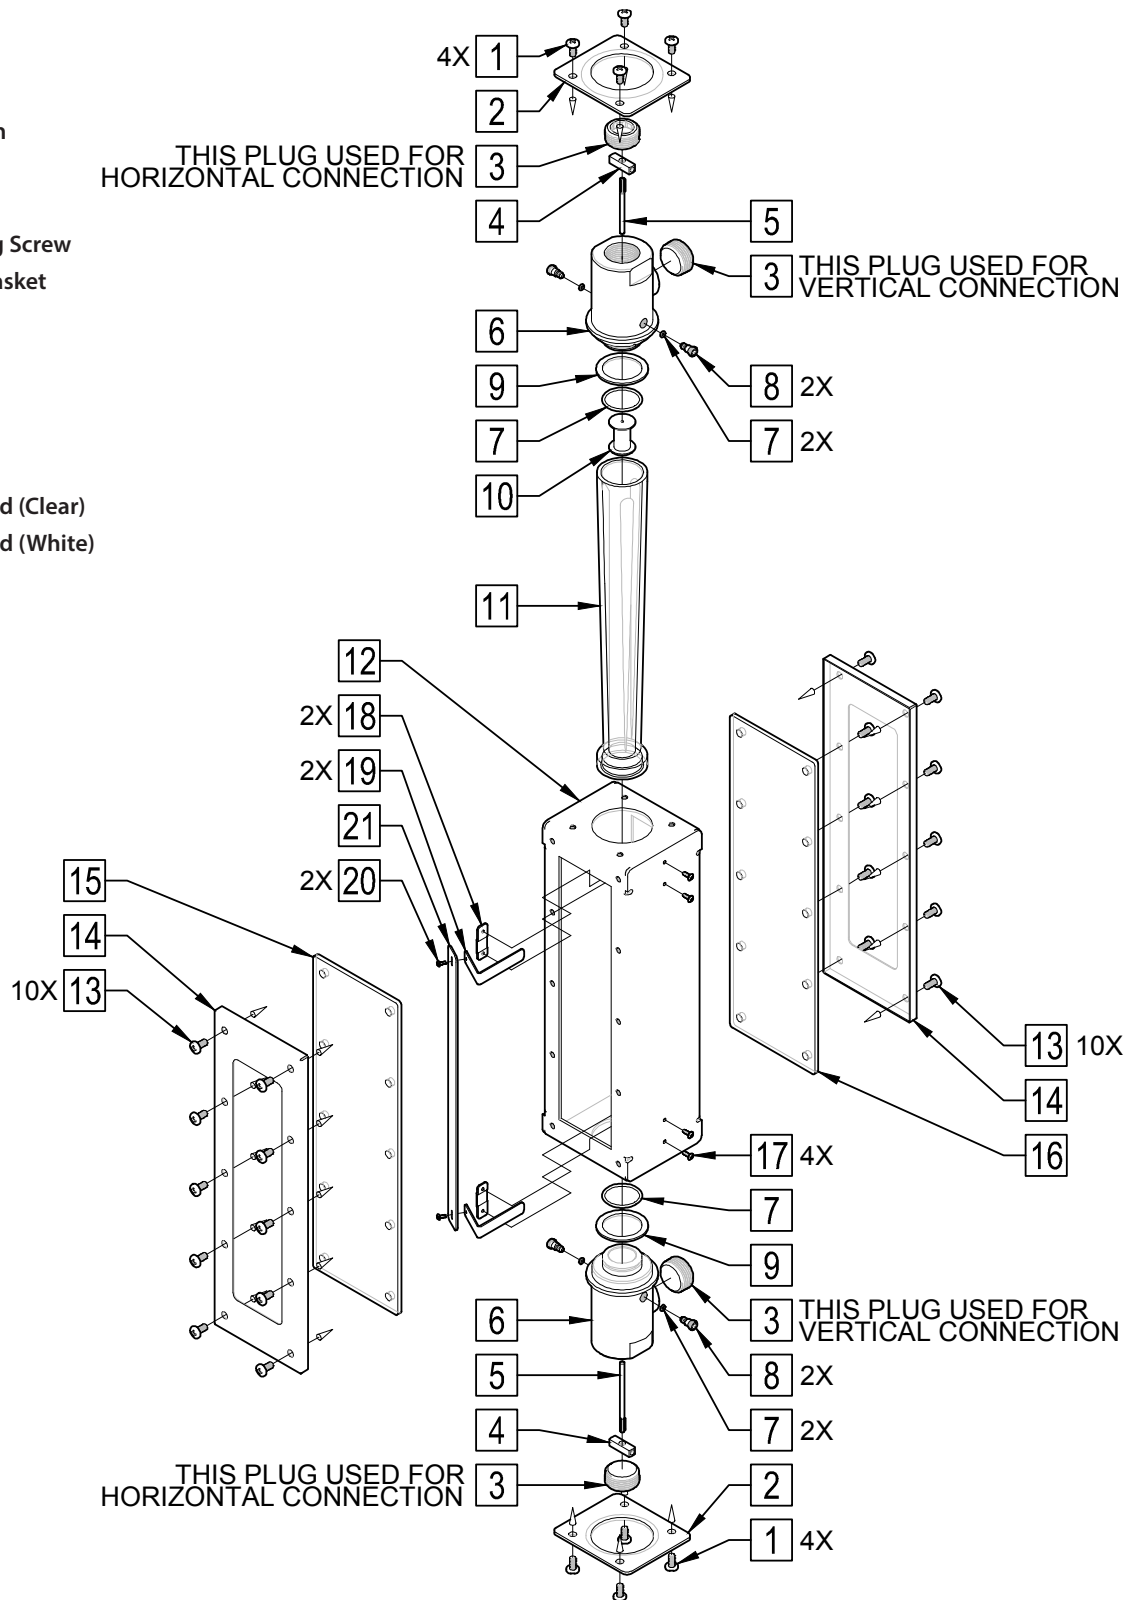 4X 1
2
n
THIS PLUG USED FOR
HORIZONTAL CONNECTION 3
4
5
g Screw
3 THIS PLUG USED FOR
VERTICAL CONNECTION
asket
6
9
8 2X
7
7 2X
10
d (Clear)
d (White)
11
12
2X 18
2X 19
21
2X 20
15
14
10X 13
13 10X
14
17 4X
16
7
9
6
3 THIS PLUG USED FOR
VERTICAL CONNECTION
5
8 2X
4
7 2X
THIS PLUG USED FOR
HORIZONTAL CONNECTION 3
2
1 4X